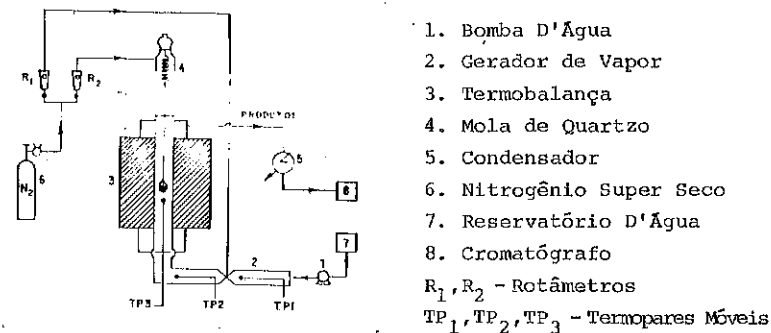 R1
R2
4
PRODUTOS
N2
6
3
5
8
7
2
1
TP3
TP2
TP1
1. Bomba D'Água
2. Gerador de Vapor
3. Termobalança
4. Mola de Quartzo
5. Condensador
6. Nitrogênio Super Seco
7. Reservatório D'Água
8. Cromatógrafo
R1,R2 - Rotâmetros
TP1,TP2,TP3 - Termopares Móveis